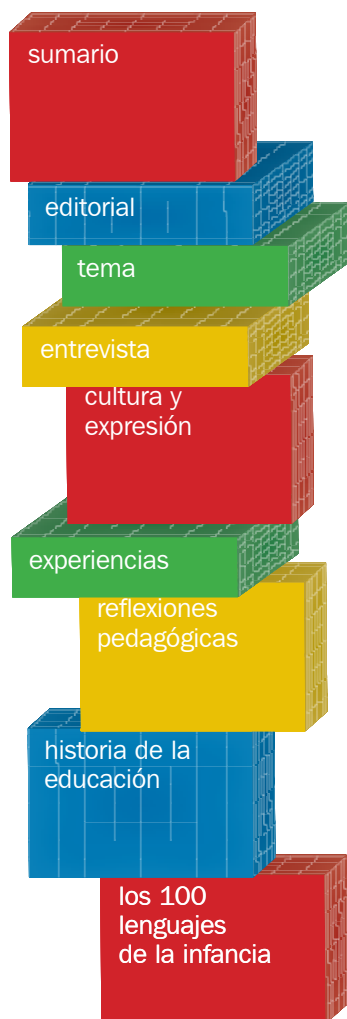 sumario
editorial
tema
entrevista
cultura y
expresión
experiencias
reflexiones
pedagógicas
historia de la
educación
los 100
lenguajes
de la infancia